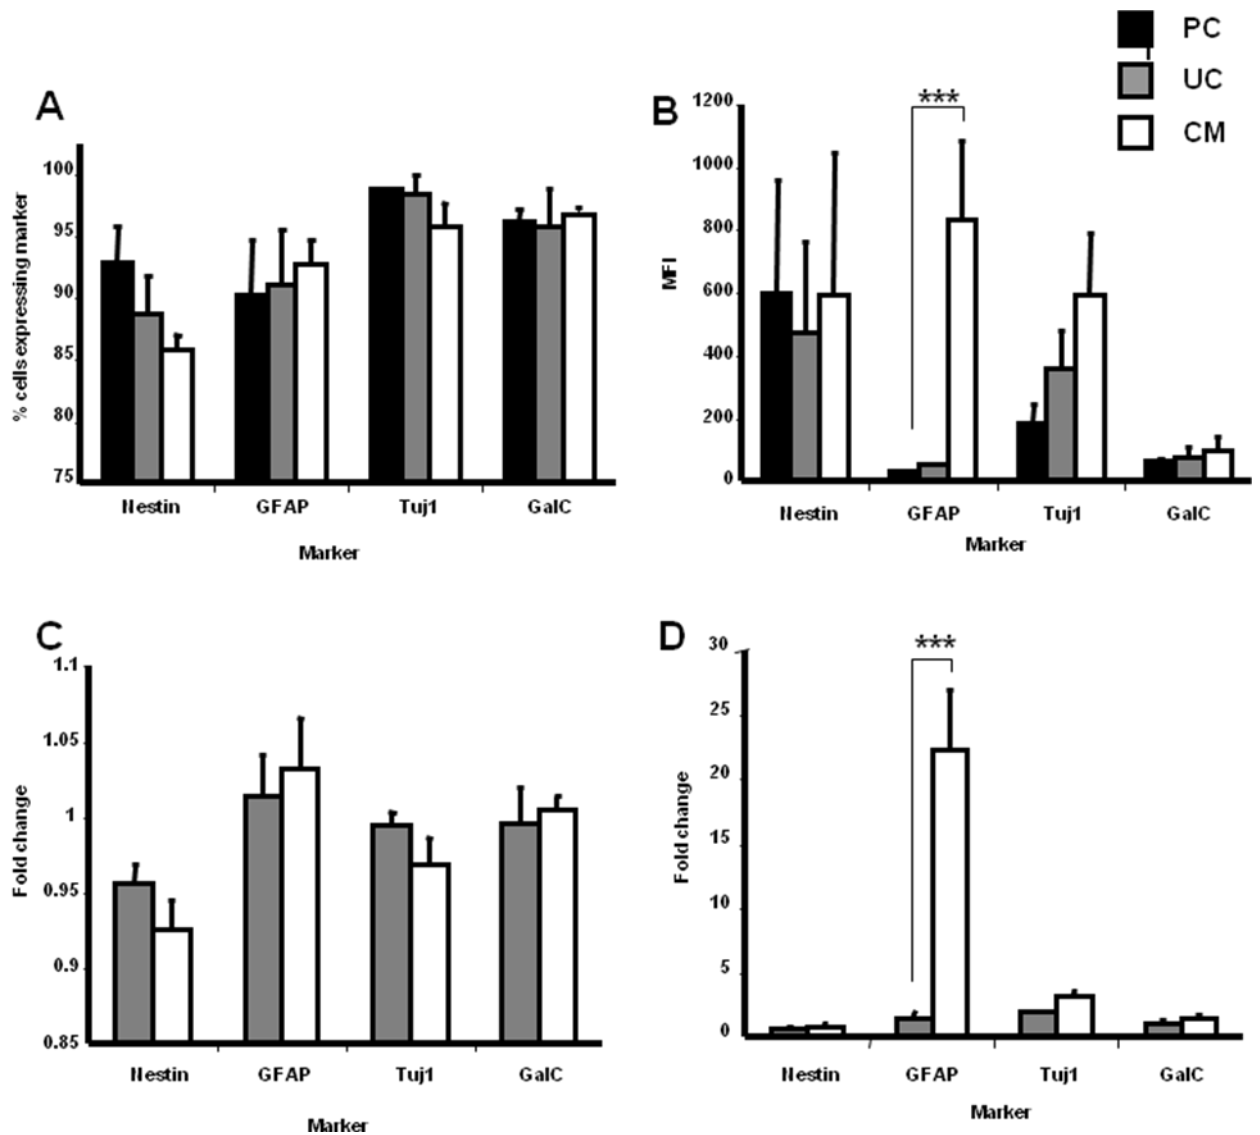 PC
UC
CM
A
% cells expressing marker
100
95
90
85
80
75
Nestin GFAP Tuj1 GalC
Marker
B
***
MFI
1200
1000
800
600
400
200
0
Nestin GFAP Tuj1 GalC
Marker
C
Fold change
1.1
1.05
1
0.95
0.9
0.85
Nestin GFAP Tuj1 GalC
Marker
D
***
Fold change
30
25
20
15
10
5
0
Nestin GFAP Tuj1 GalC
Marker